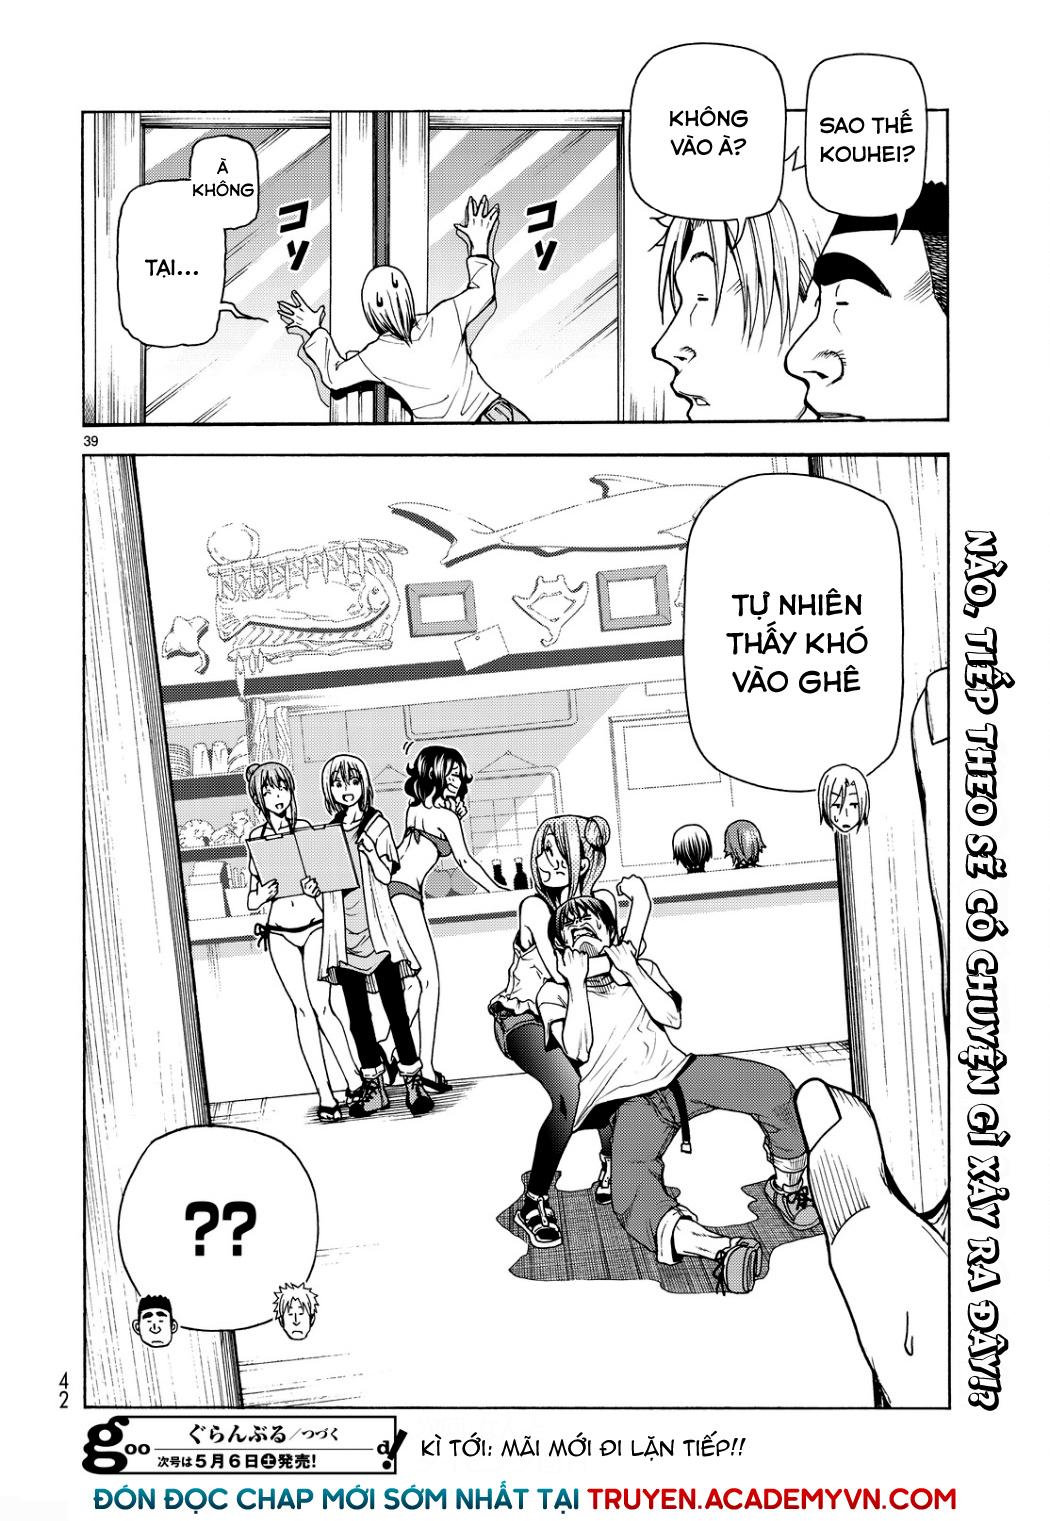 SAO THẾ
KOUHEI?
KHÔNG
VÀO À?
コソ
コソ
À
KHÔNG
TẠI...
39
TỰ NHIÊN
THẤY KHÓ
VÀO GHÊ
??
NÀO, TIẾP THEO SẼ CÓ CHUYỆN GÌ XẢY RA ĐÂY!?
42
good!
ぐらんぶる/つづく
次号は5月6日土発売!
KÌ TỚI: MÃI MỚI ĐI LẶN TIẾP!!
ĐÓN ĐỌC CHAP MỚI SỚM NHẤT TẠI TRUYEN.ACADEMYVN.COM